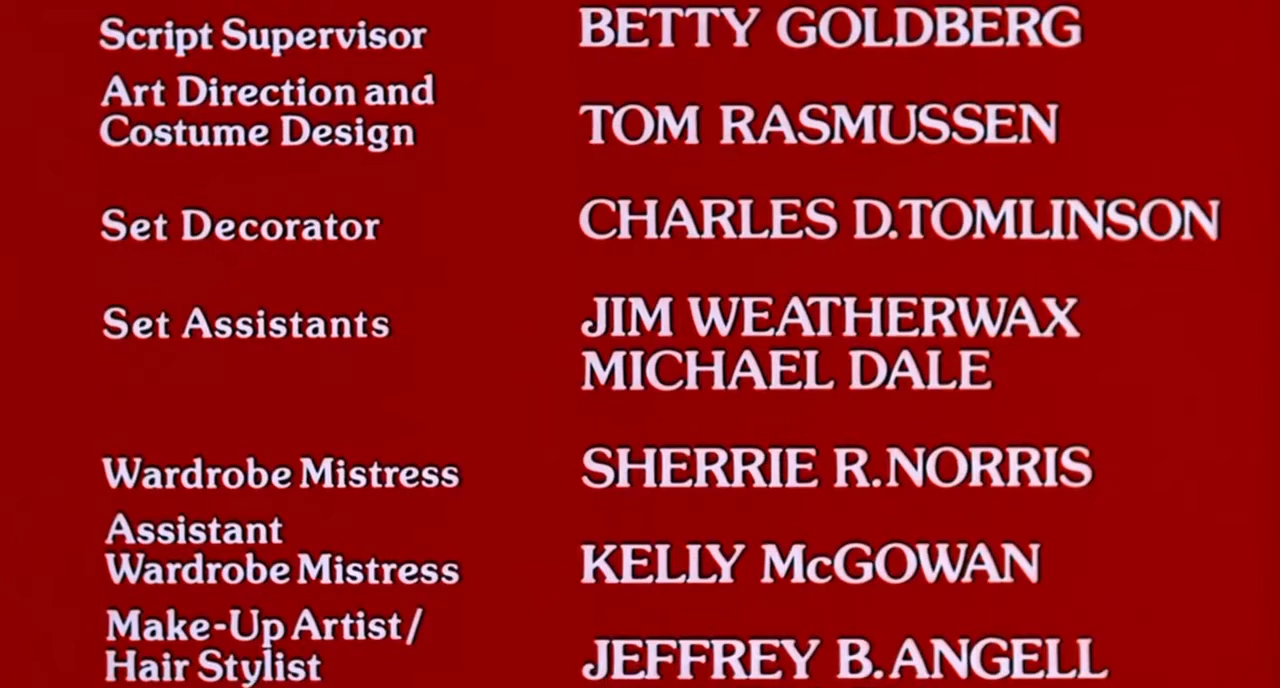 Script Supervisor BETTY GOLDBERG
Art Direction and
Costume Design TOM RASMUSSEN
Set Decorator CHARLES D.TOMLINSON
Set Assistants JIM WEATHERWAX
MICHAEL DALE
Wardrobe Mistress SHERRIE R.NORRIS
Assistant
Wardrobe Mistress KELLY McGOWAN
Make-Up Artist/
Hair Stylist JEFFREY B.ANGELL